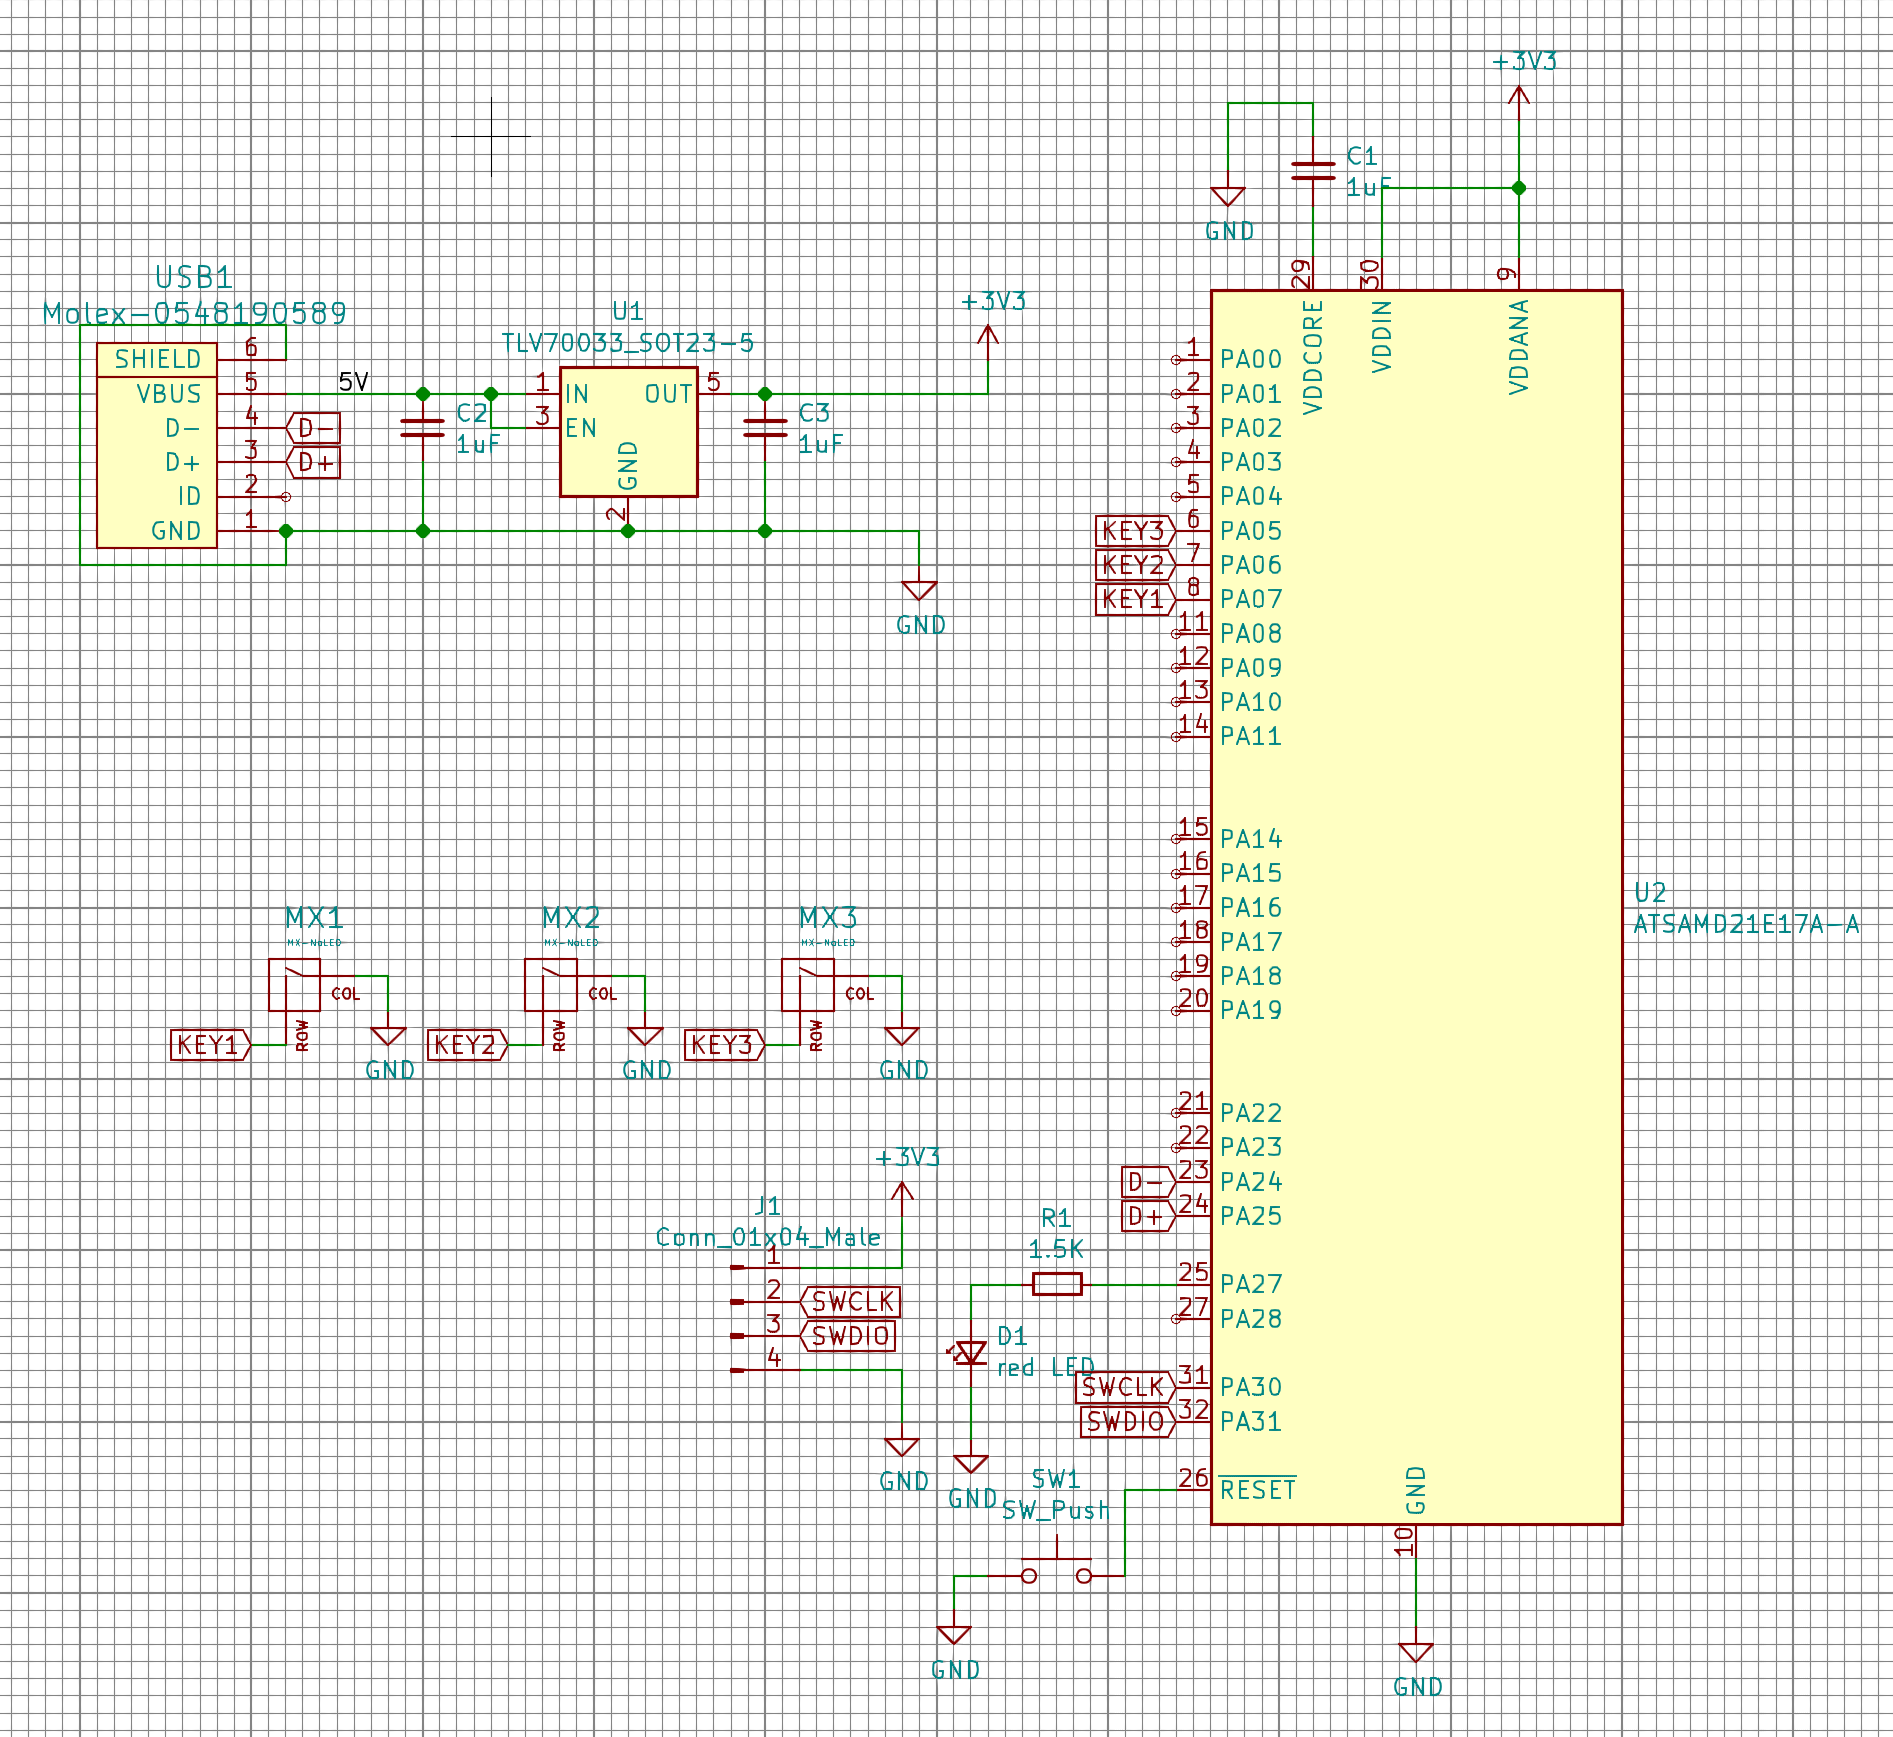 +3V3
C1
1uF
GND
29
30
9
VDDCORE
VDDIN
VDDANA
USB1
Molex-0548190589
SHIELD 6
VBUS 5
D- 4 D-
D+ 3 D+
ID 2
GND 1
5V
C2
1uF
U1
TLV70033_SOT23-5
1 IN
3 EN
OUT 5
GND
2
C3
1uF
+3V3
GND
1 PA00
2 PA01
3 PA02
4 PA03
5 PA04
KEY3 6 PA05
KEY2 7 PA06
KEY1 8 PA07
11 PA08
12 PA09
13 PA10
14 PA11
15 PA14
16 PA15
17 PA16
18 PA17
19 PA18
20 PA19
U2
ATSAMD21E17A-A
MX1
MX-NoLED
COL
ROW
KEY1
GND
MX2
MX-NoLED
COL
ROW
KEY2
GND
MX3
MX-NoLED
COL
ROW
KEY3
GND
21 PA22
22 PA23
D- 23 PA24
D+ 24 PA25
25 PA27
27 PA28
SWCLK 31 PA30
SWDIO 32 PA31
26 RESET
GND
10
GND
+3V3
J1
Conn_01x04_Male
1
2 SWCLK
3 SWDIO
4
GND
R1
1.5K
D1
red LED
GND
SW1
SW_Push
GND